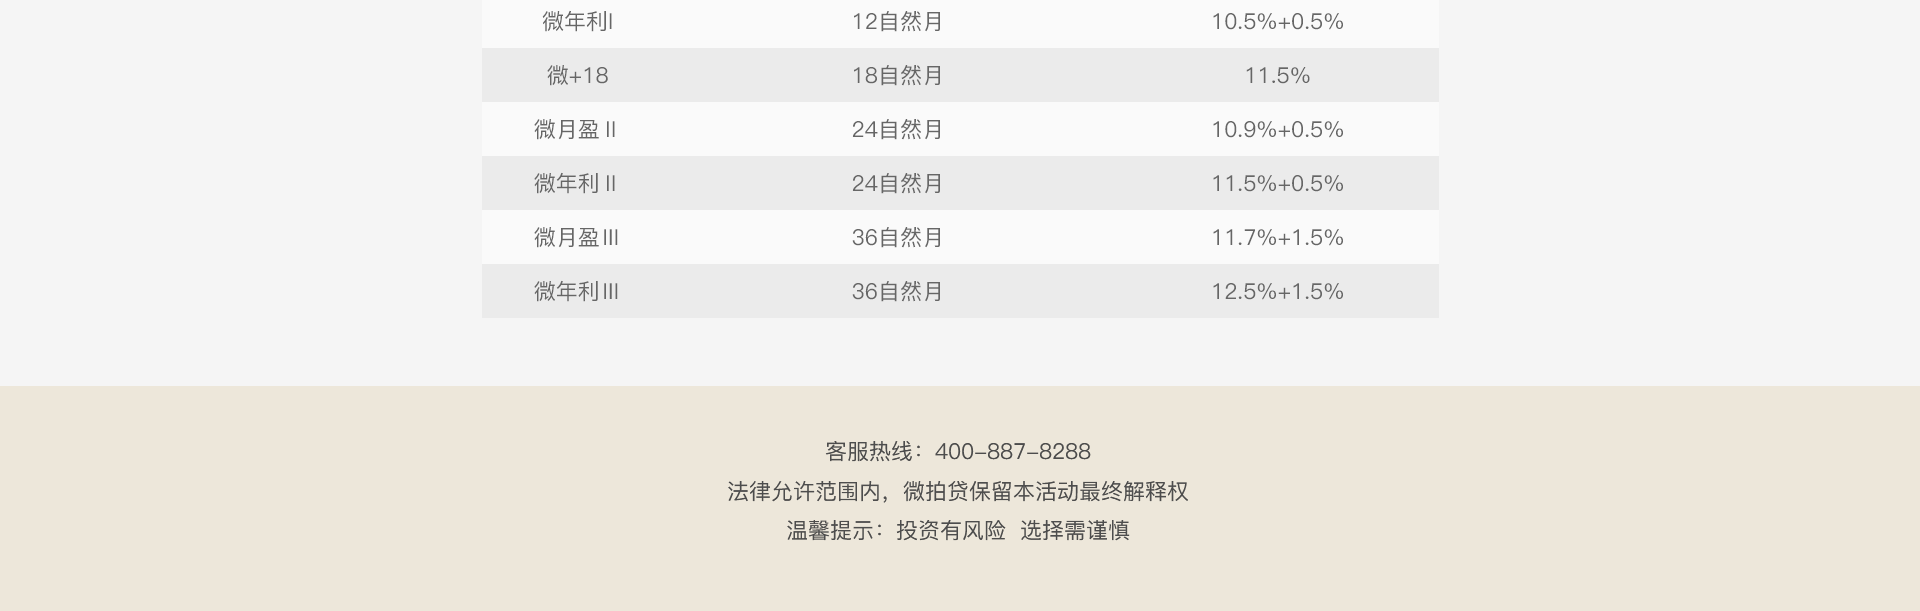 微年利I 12自然月 10.5%+0.5%
微+18 18自然月 11.5%
微月盈 II 24自然月 10.9%+0.5%
微年利 II 24自然月 11.5%+0.5%
微月盈III 36自然月 11.7%+1.5%
微年利III 36自然月 12.5%+1.5%
客服热线：400-887-8288
法律允许范围内，微拍贷保留本活动最终解释权
温馨提示：投资有风险 选择需谨慎